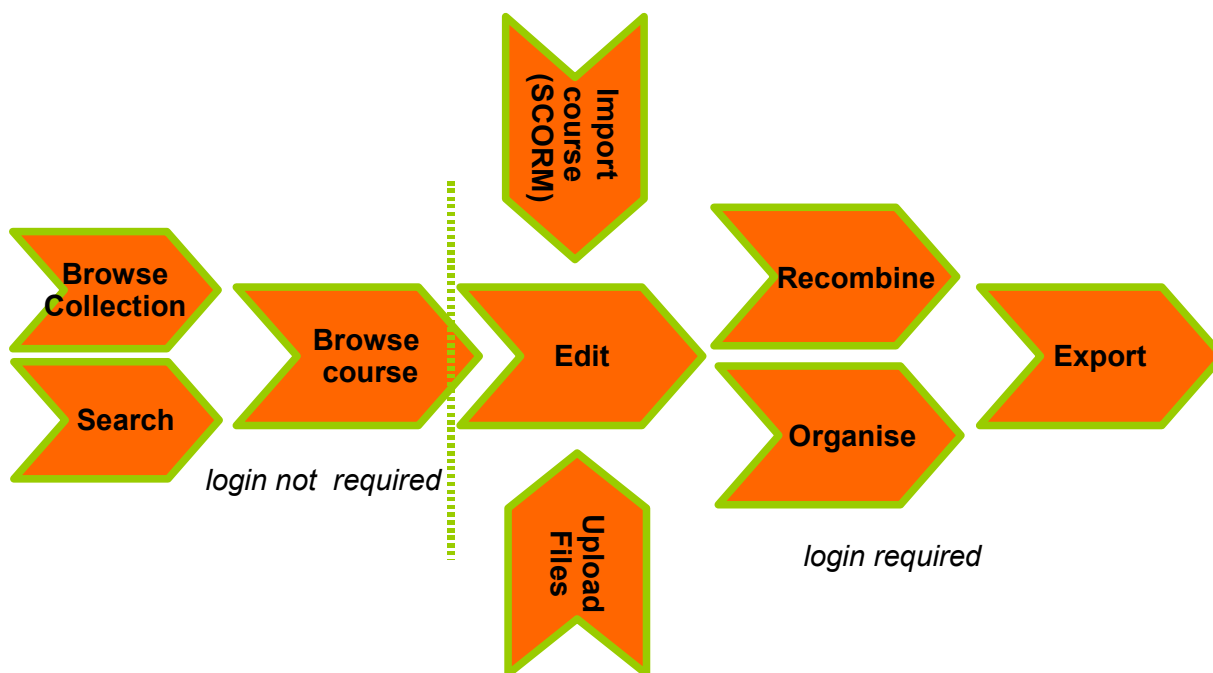 Import
course
(SCORM)
Browse
Collection
Search
Browse
course
login not  required
Edit
Upload
Files
Recombine
Organise
login required
Export